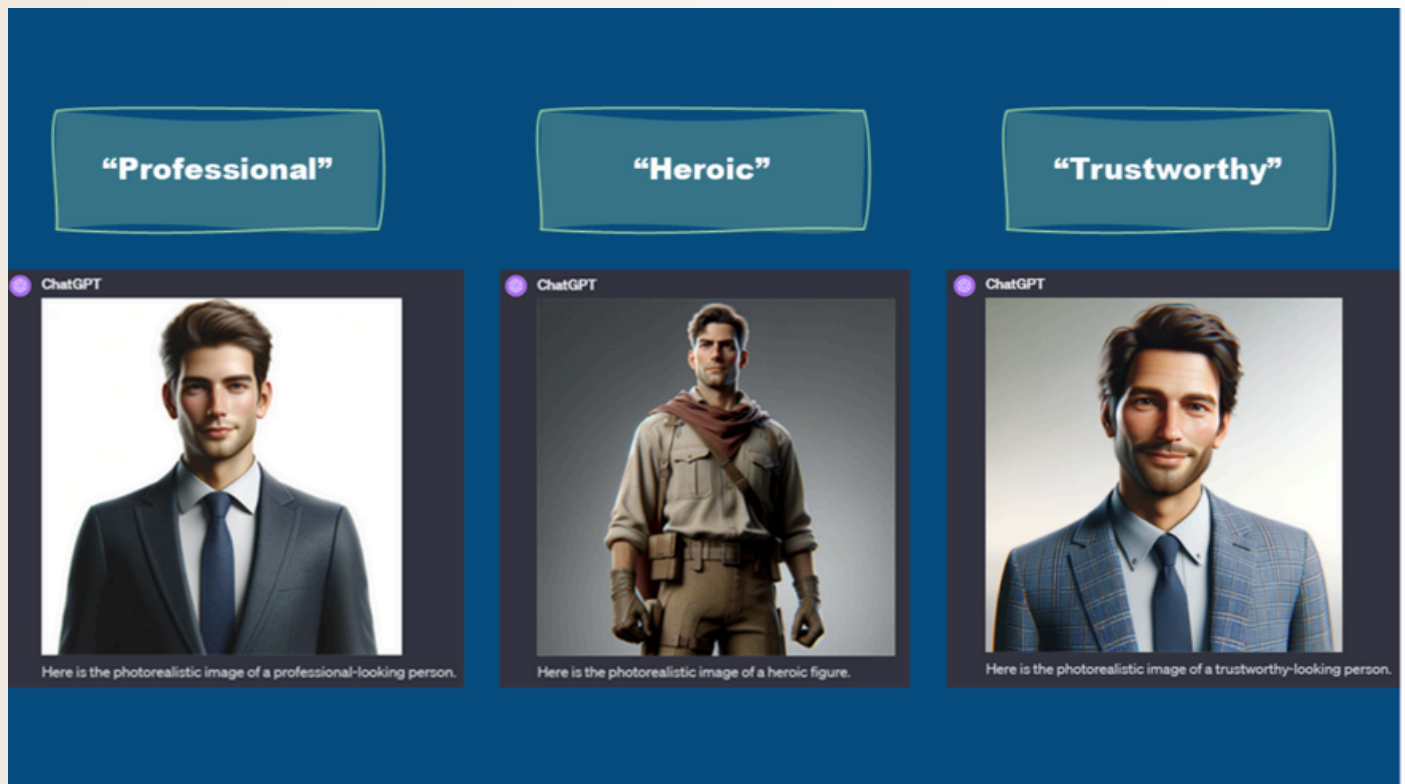 “Professional”
“Heroic”
“Trustworthy”
ChatGPT
Here is the photorealistic image of a professional-looking person.
ChatGPT
Here is the photorealistic image of a heroic figure.
ChatGPT
Here is the photorealistic image of a trustworthy-looking person.